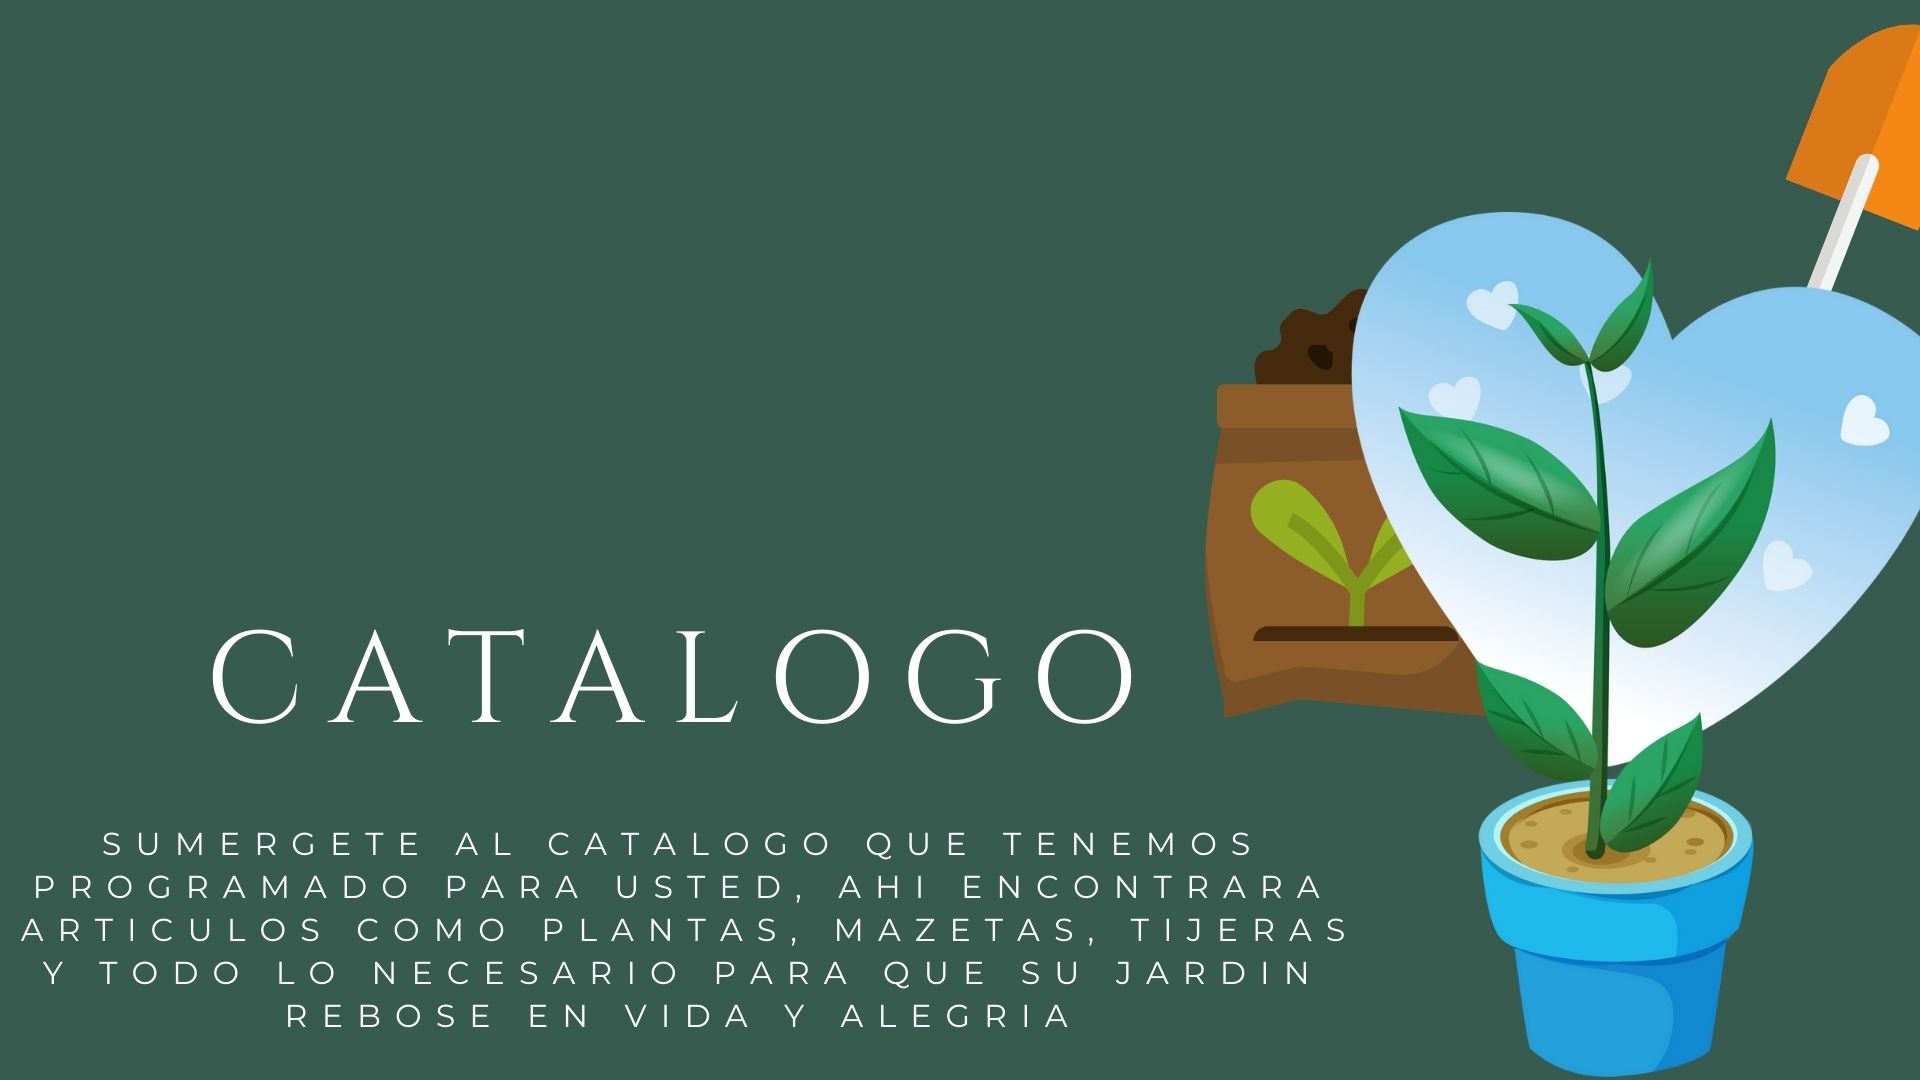 CATALOGO
SUMERGETE AL CATALOGO QUE TENEMOS
PROGRAMADO PARA USTED, AHI ENCONTRARA
ARTICULOS COMO PLANTAS, MAZETAS, TIJERAS
Y TODO LO NECESARIO PARA QUE SU JARDIN
REBOSE EN VIDA Y ALEGRIA